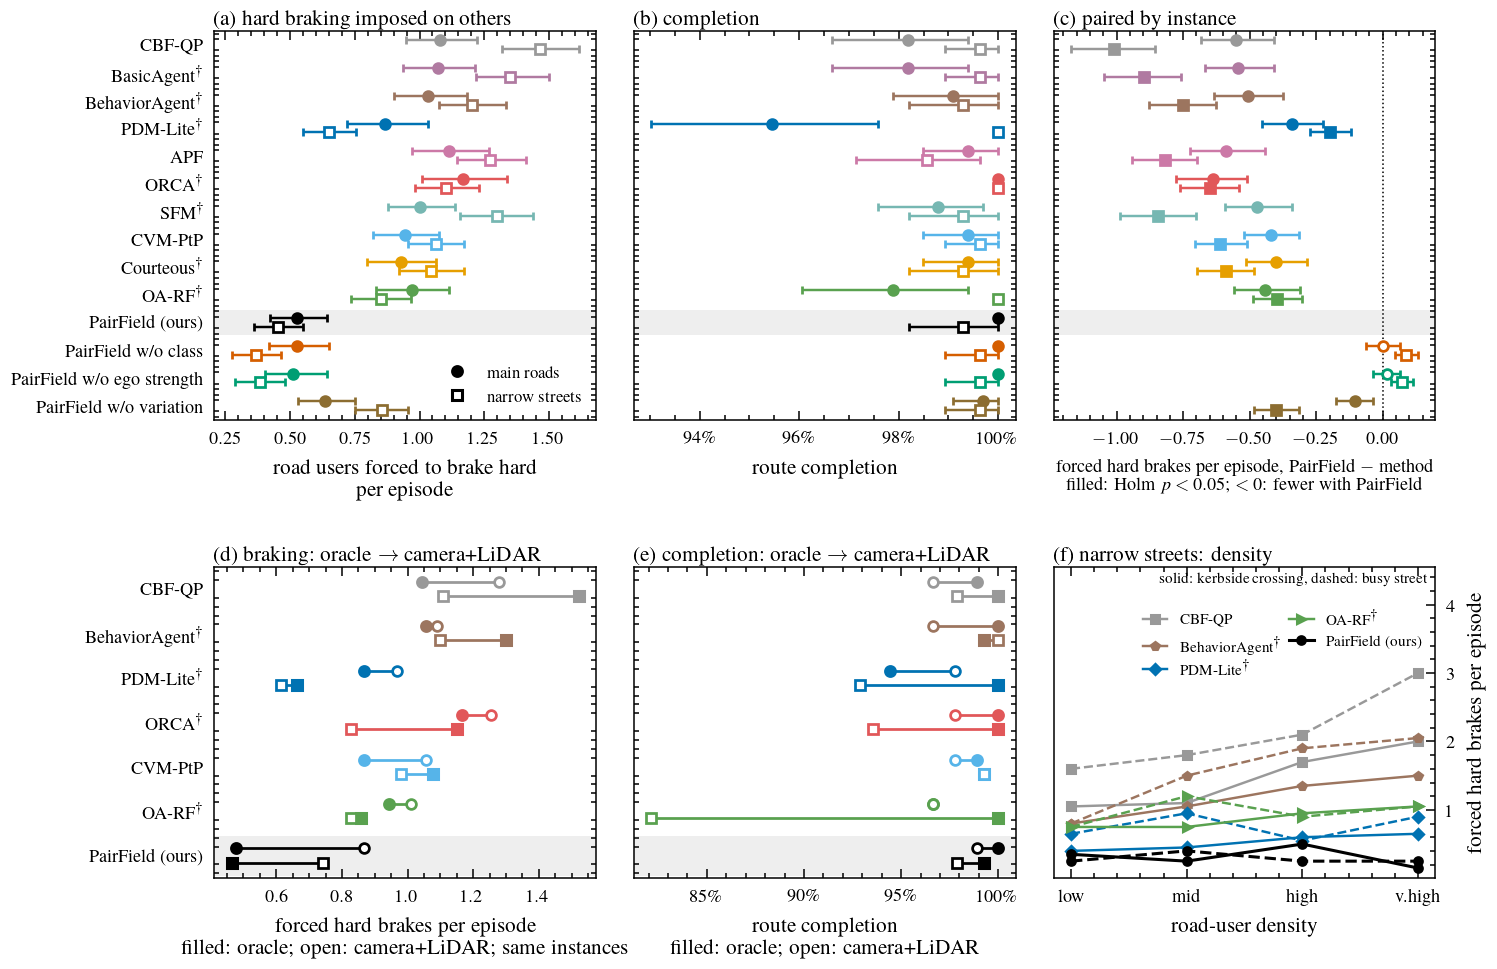 (a) hard braking imposed on others
CBF-QP
BasicAgent†
BehaviorAgent†
PDM-Lite†
APF
ORCA†
SFM†
CVM-PtP
Courteous†
OA-RF†
PairField (ours)
PairField w/o class
PairField w/o ego strength
PairField w/o variation
main roads
narrow streets
0.25 0.50 0.75 1.00 1.25 1.50
road users forced to brake hard
per episode
(b) completion
94% 96% 98% 100%
route completion
(c) paired by instance
−1.00 −0.75 −0.50 −0.25 0.00
forced hard brakes per episode, PairField − method
filled: Holm p < 0.05; < 0: fewer with PairField
(d) braking: oracle → camera+LiDAR
CBF-QP
BehaviorAgent†
PDM-Lite†
ORCA†
CVM-PtP
OA-RF†
PairField (ours)
0.6 0.8 1.0 1.2 1.4
forced hard brakes per episode
filled: oracle; open: camera+LiDAR; same instances
(e) completion: oracle → camera+LiDAR
85% 90% 95% 100%
route completion
filled: oracle; open: camera+LiDAR
(f) narrow streets: density
solid: kerbside crossing, dashed: busy street
CBF-QP
BehaviorAgent†
PDM-Lite†
OA-RF†
PairField (ours)
4
3
2
1
forced hard brakes per episode
low mid high v.high
road-user density